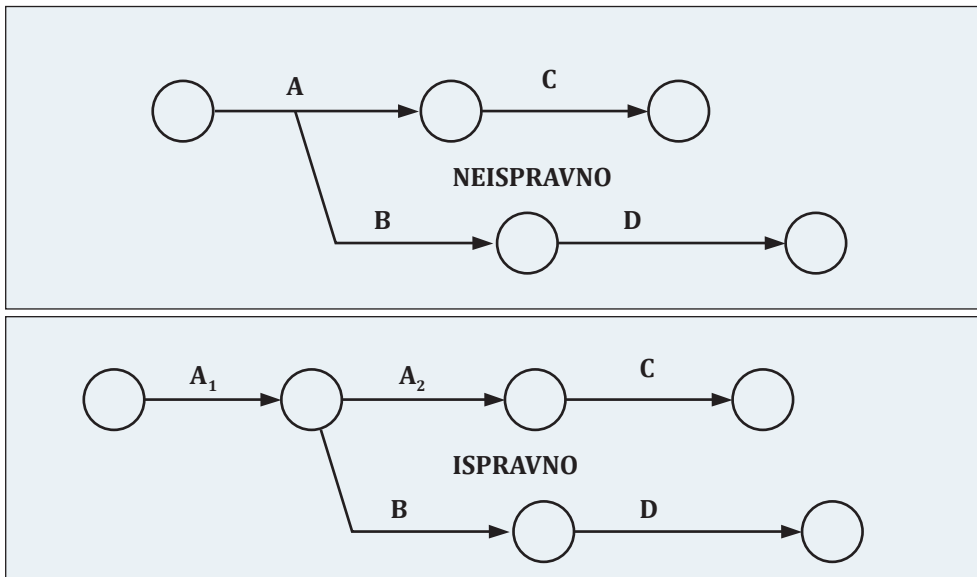 A C
NEISPRAVNO
B D
A₁ A₂ C
ISPRAVNO
B D